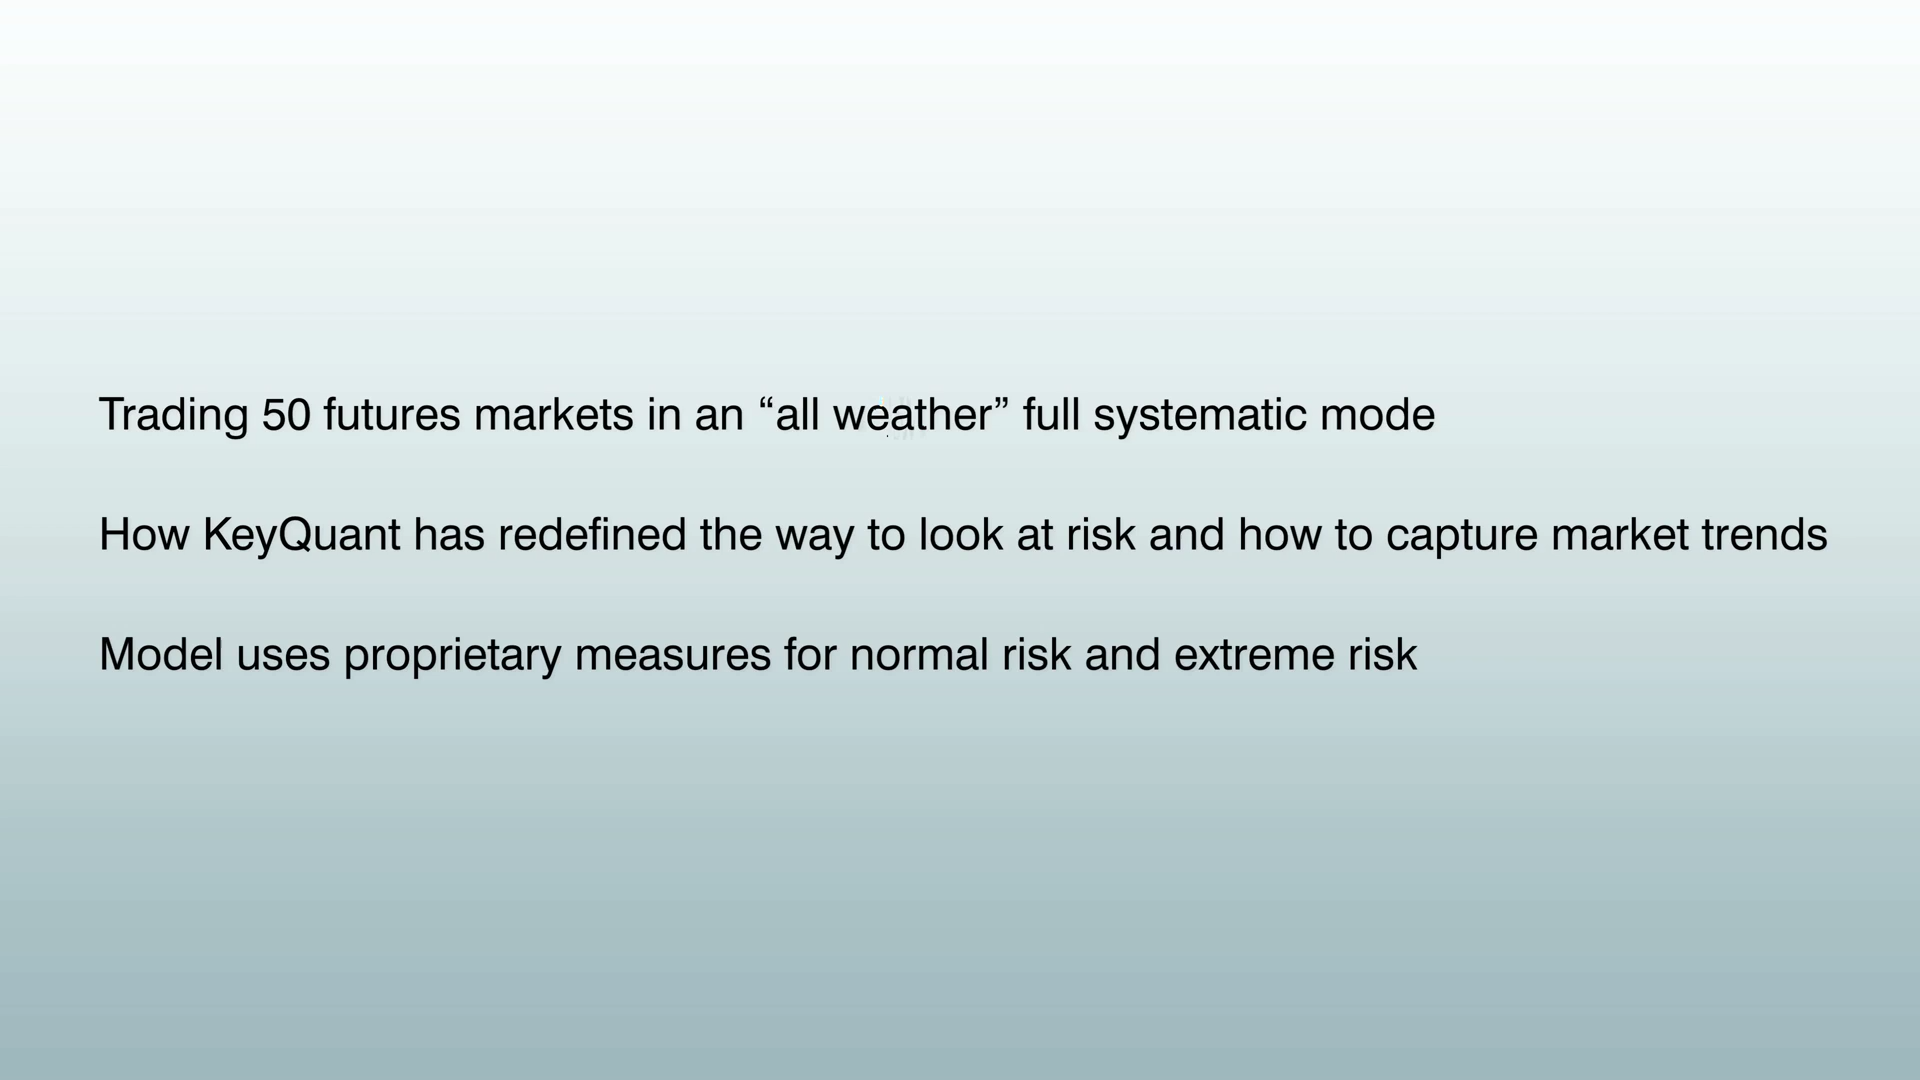 Trading 50 futures markets in an “all weather” full systematic mode
How KeyQuant has redefined the way to look at risk and how to capture market trends
Model uses proprietary measures for normal risk and extreme risk